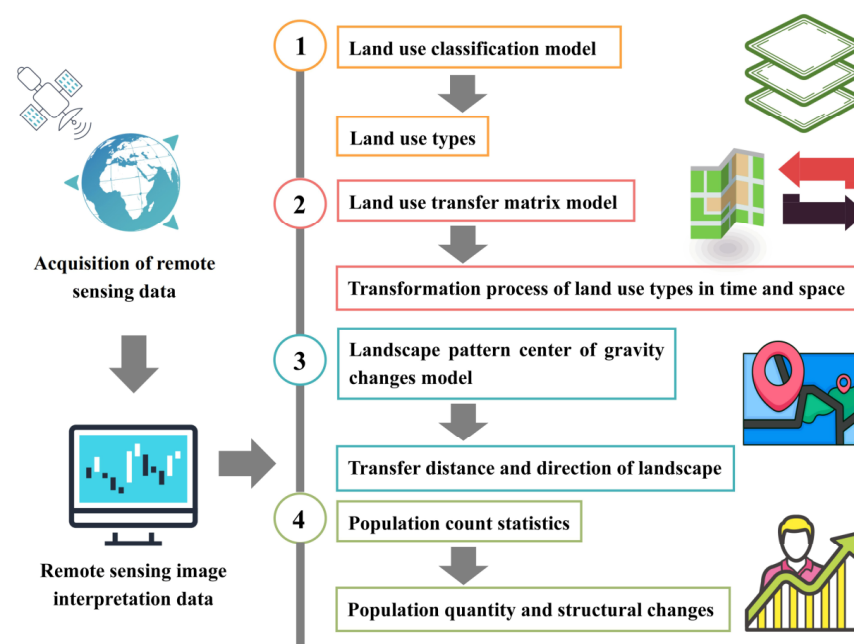 Acquisition of remote
sensing data
Remote sensing image
interpretation data
1
Land use classification model
Land use types
2
Land use transfer matrix model
Transformation process of land use types in time and space
3
Landscape pattern center of gravity
changes model
Transfer distance and direction of landscape
4
Population count statistics
Population quantity and structural changes